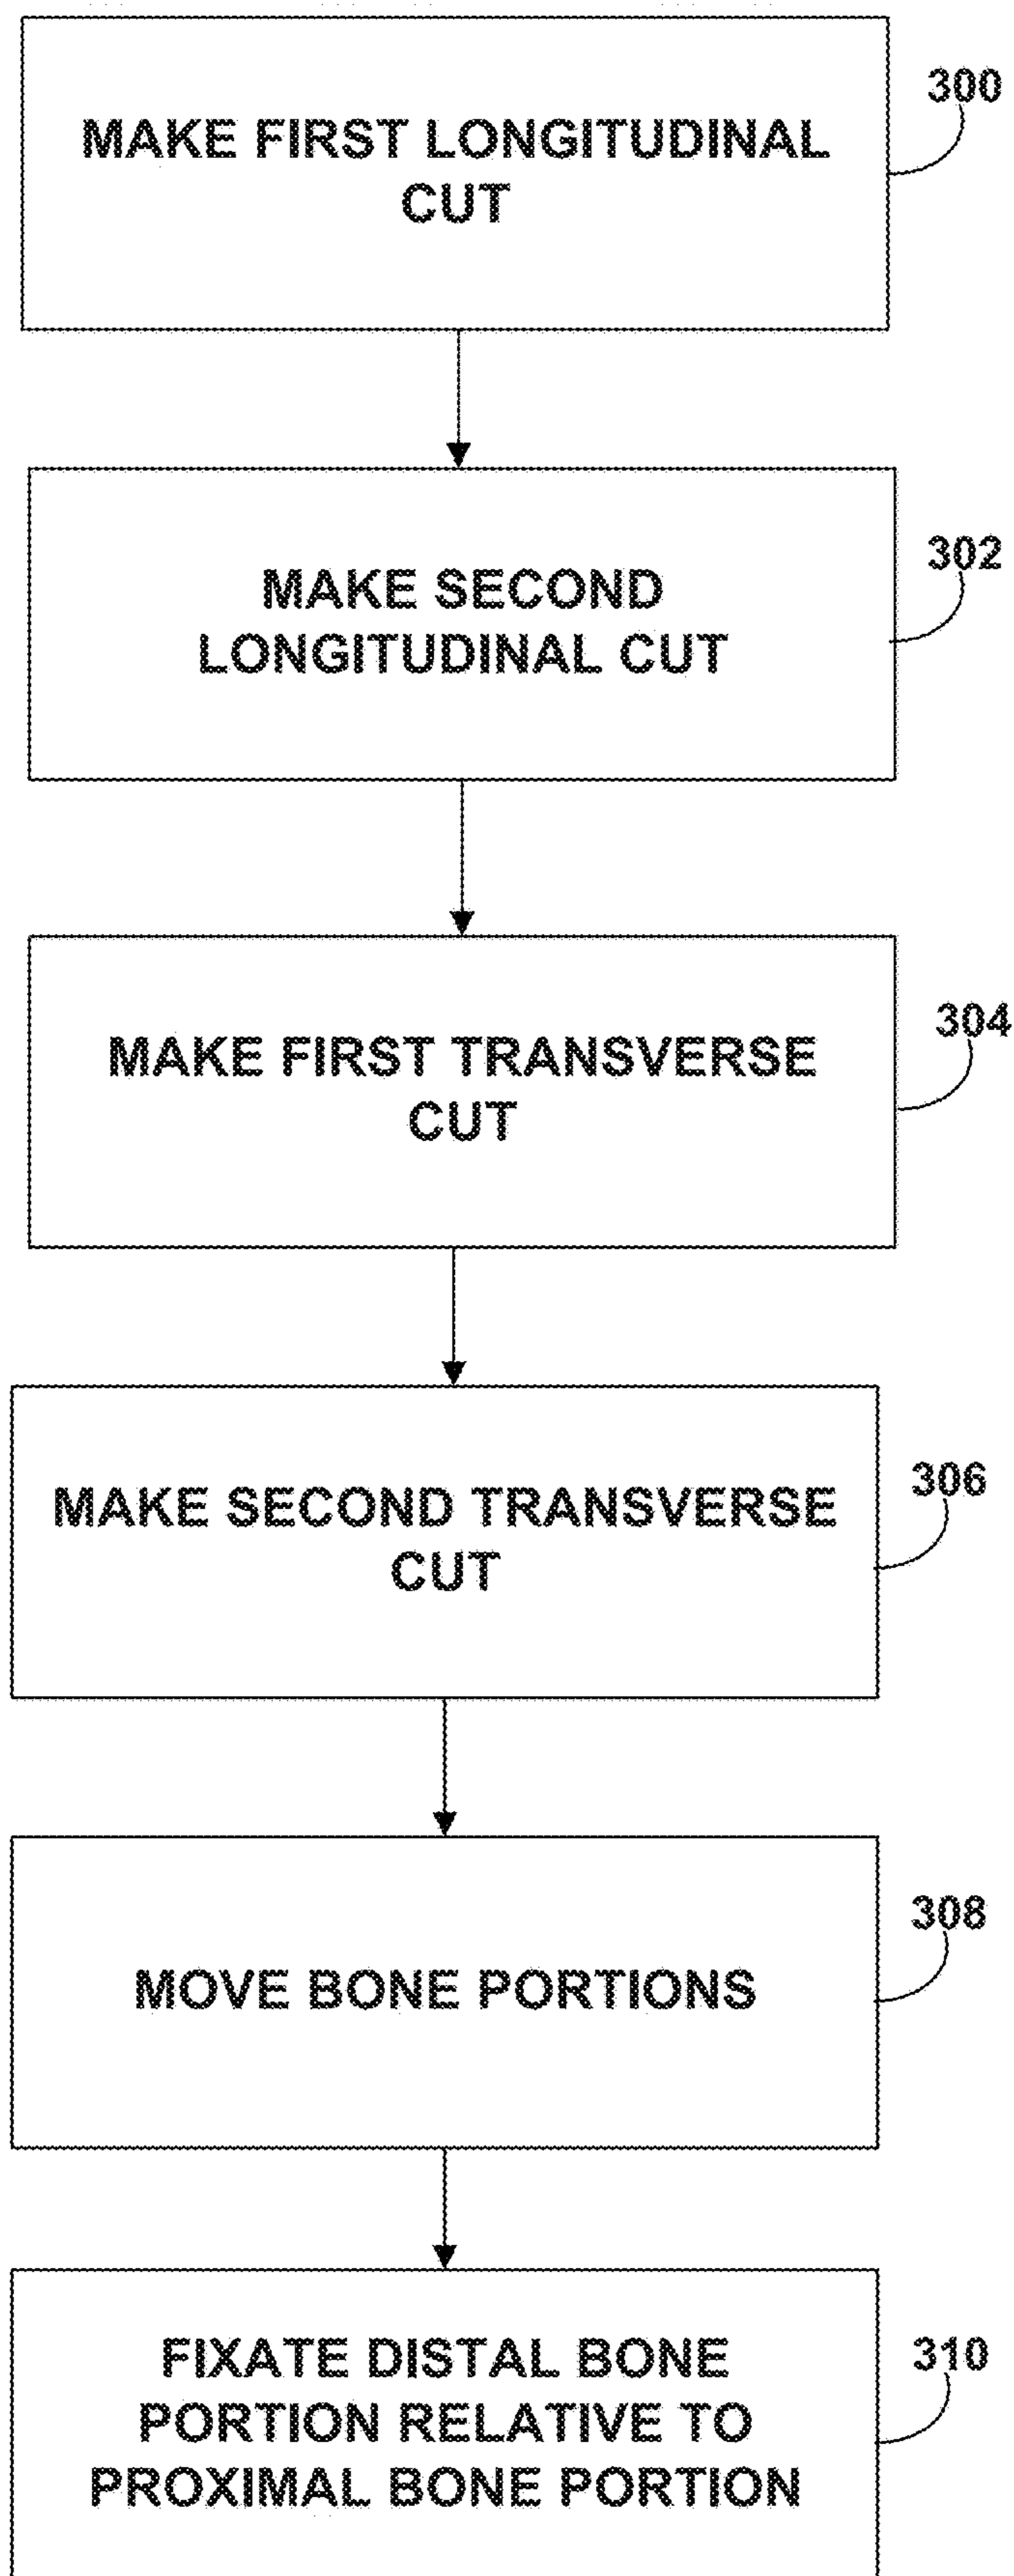 300
MAKE FIRST LONGITUDINAL
CUT
302
MAKE SECOND
LONGITUDINAL CUT
304
MAKE FIRST TRANSVERSE
CUT
306
MAKE SECOND TRANSVERSE
CUT
308
MOVE BONE PORTIONS
310
FIXATE DISTAL BONE
PORTION RELATIVE TO
PROXIMAL BONE PORTION